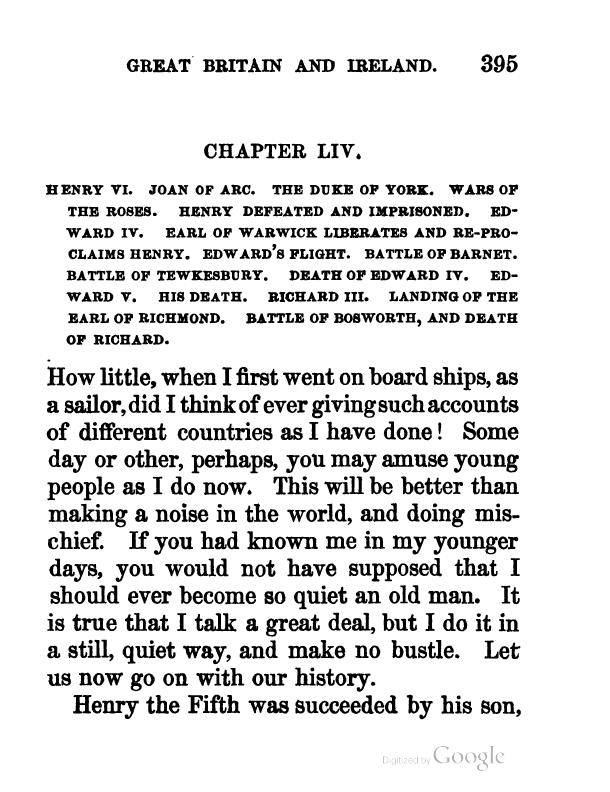 GREAT BRITAIN AND IRELAND. 395
CHAPTER LIV.
HENRY VI. JOAN OF ARC. THE DUKE OF YORK. WARS OF
THE ROSES. HENRY DEFEATED AND IMPRISONED. ED-
WARD IV. EARL OF WARWICK LIBERATES AND RE-PRO-
CLAIMS HENRY. EDWARD'S FLIGHT. BATTLE OF BARNET.
BATTLE OF TEWKESBURY. DEATH OF EDWARD IV. ED-
WARD V. HIS DEATH. RICHARD III. LANDING OF THE
EARL OF RICHMOND. BATTLE OF BOSWORTH, AND DEATH
OF RICHARD.
How little, when I first went on board ships, as
a sailor, did I think of ever giving such accounts
of different countries as I have done! Some
day or other, perhaps, you may amuse young
people as I do now. This will be better than
making a noise in the world, and doing mis-
chief. If you had known me in my younger
days, you would not have supposed that I
should ever become so quiet an old man. It
is true that I talk a great deal, but I do it in
a still, quiet way, and make no bustle. Let
us now go on with our history.
Henry the Fifth was succeeded by his son,
Digitized by Google